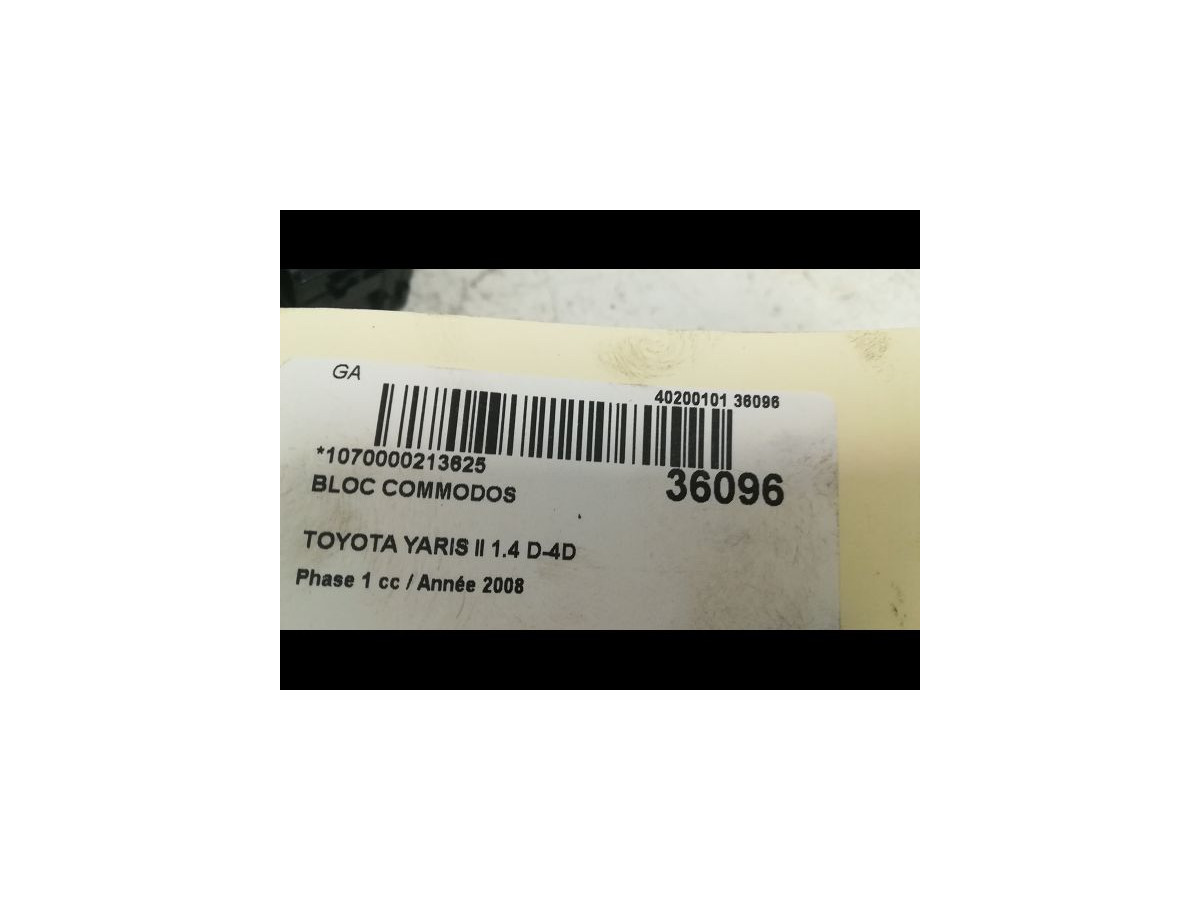 GA
40200101 36096
*1070000213625
36096
BLOC COMMODOS
TOYOTA YARIS II 1.4 D-4D
Phase 1 cc / Année 2008